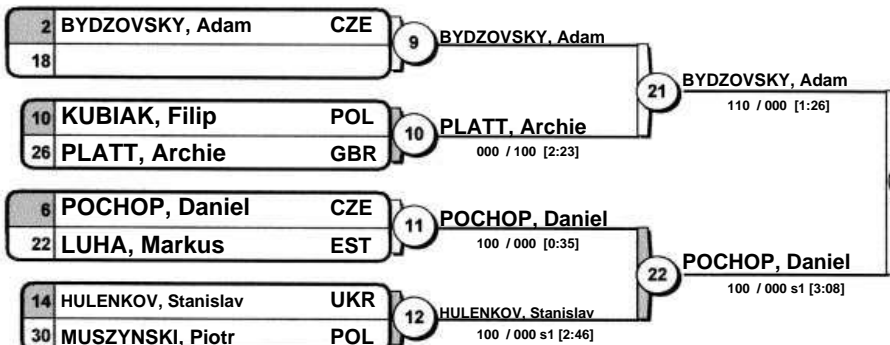 2 BYDZOVSKY, Adam CZE
18
9
BYDZOVSKY, Adam
10 KUBIAK, Filip POL
26 PLATT, Archie GBR
10
PLATT, Archie
000 / 100 [2:23]
21
BYDZOVSKY, Adam
110 / 000 [1:26]
6 POCHOP, Daniel CZE
22 LUHA, Markus EST
11
POCHOP, Daniel
100 / 000 [0:35]
14 HULENKOV, Stanislav UKR
30 MUSZYNSKI, Piotr POL
12
HULENKOV, Stanislav
100 / 000 s1 [2:46]
22
POCHOP, Daniel
100 / 000 s1 [3:08]